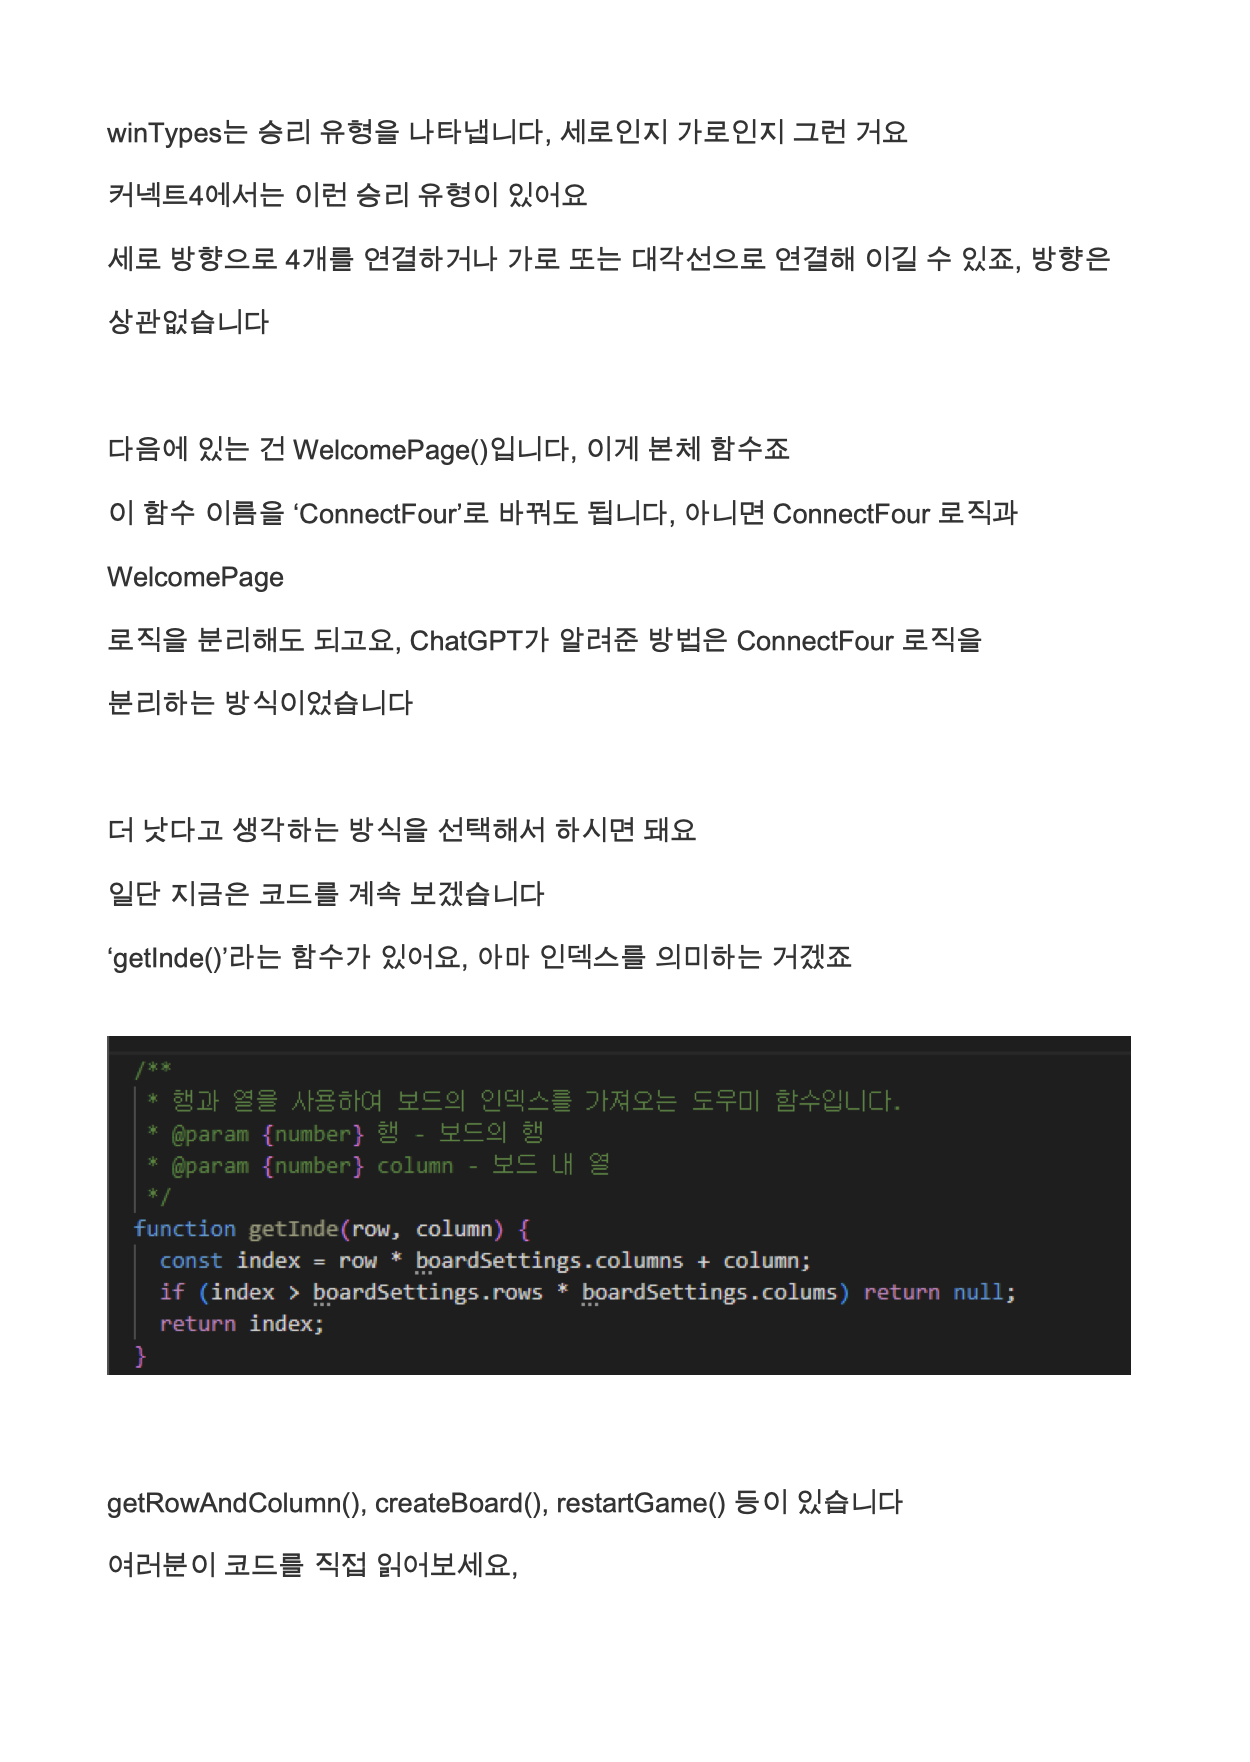 winTypes는 승리 유형을 나타냅니다, 세로인지 가로인지 그런 거요
커넥트4에서는 이런 승리 유형이 있어요
세로 방향으로 4개를 연결하거나 가로 또는 대각선으로 연결해 이길 수 있죠, 방향은
상관없습니다
다음에 있는 건 WelcomePage()입니다, 이게 본체 함수죠
이 함수 이름을 ‘ConnectFour’로 바꿔도 됩니다, 아니면 ConnectFour 로직과
WelcomePage
로직을 분리해도 되고요, ChatGPT가 알려준 방법은 ConnectFour 로직을
분리하는 방식이었습니다
더 낫다고 생각하는 방식을 선택해서 하시면 돼요
일단 지금은 코드를 계속 보겠습니다
‘getInde()’라는 함수가 있어요, 아마 인덱스를 의미하는 거겠죠
/**
* 행과 열을 사용하여 보드의 인덱스를 가져오는 도우미 함수입니다.
* @param {number} 행 - 보드의 행
* @param {number} column - 보드 내 열
*/
function getInde(row, column) {
const index = row * boardSettings.columns + column;
if (index > boardSettings.rows * boardSettings.colums) return null;
return index;
}
getRowAndColumn(), createBoard(), restartGame() 등이 있습니다
여러분이 코드를 직접 읽어보세요,